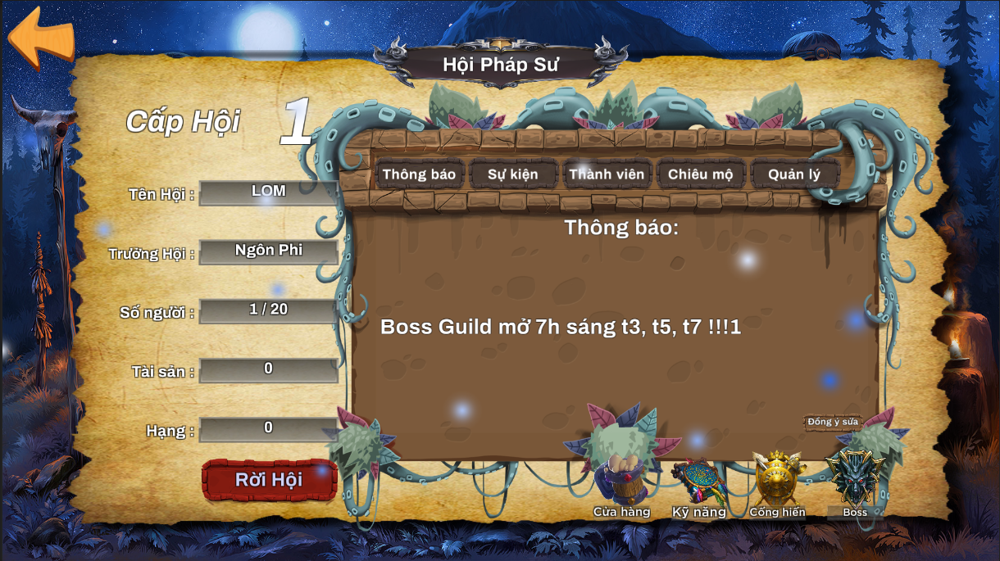 Hội Pháp Sư
Cấp Hội 1
Thông báo
Sự kiện
Thành viên
Chiêu mộ
Quản lý
Tên Hội : LOM
Trưởng Hội : Ngôn Phi
Số người : 1 / 20
Tài sản : 0
Hạng : 0
Rời Hội
Thông báo:
Boss Guild mở 7h sáng t3, t5, t7 !!!1
Đồng ý sửa
Cửa hàng
Kỹ năng
Cống hiến
Boss